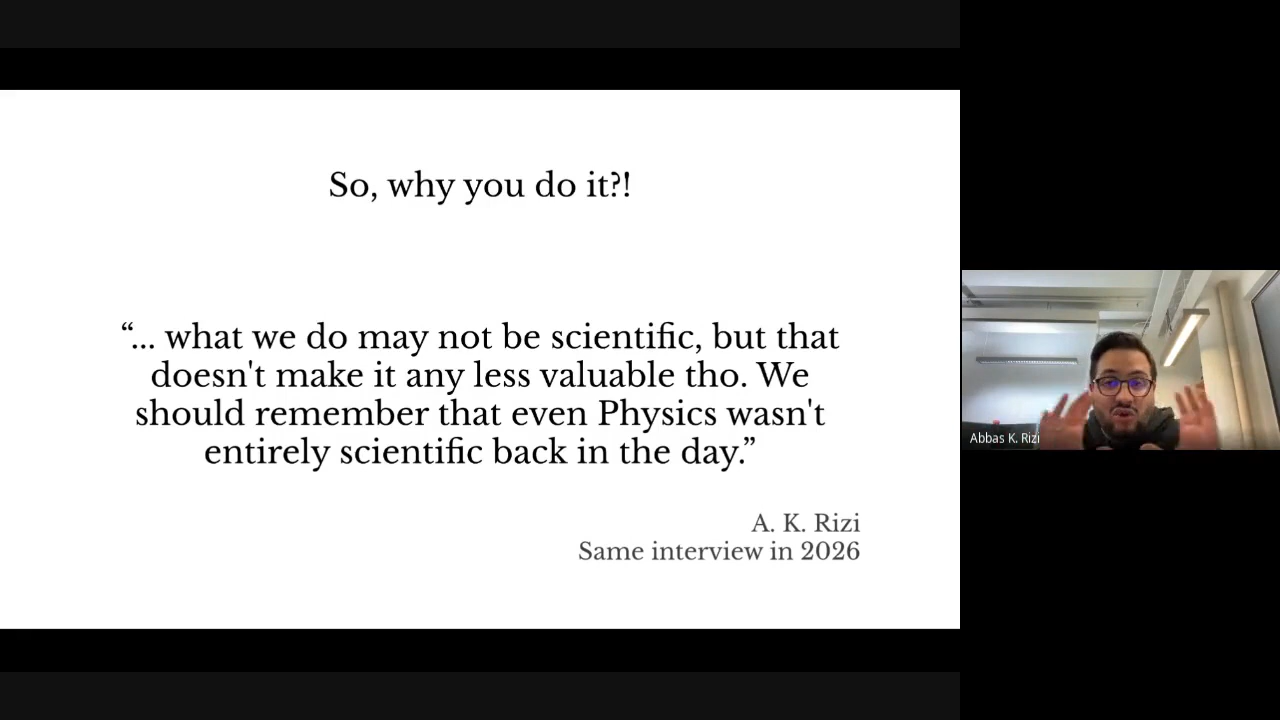 So, why you do it?!
“... what we do may not be scientific, but that
doesn't make it any less valuable tho. We
should remember that even Physics wasn't
entirely scientific back in the day.”
A. K. Rizi
Same interview in 2026
Abbas K. Rizi